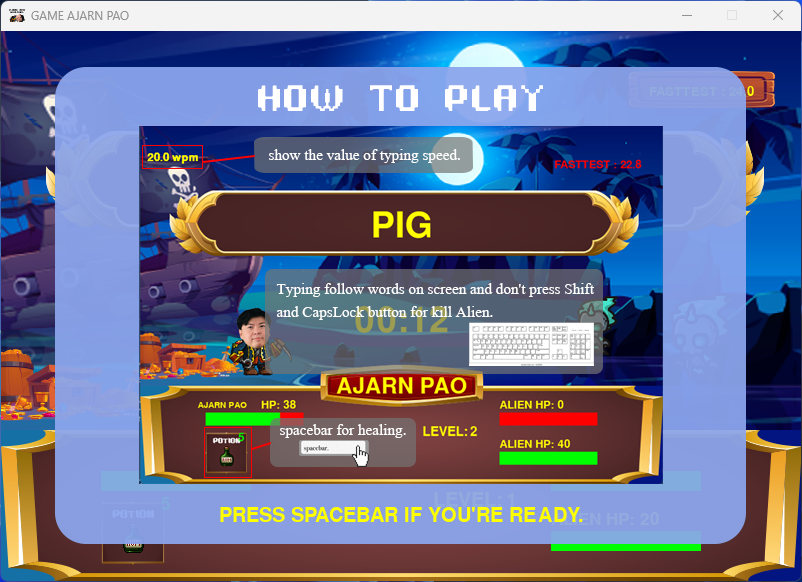 GAME AJARN PAO
HOW TO PLAY
FASTTEST : 24.0
20.0 wpm
show the value of typing speed.
FASTTEST : 22.8
PIG
Typing follow words on screen and don't press Shift
and CapsLock button for kill Alien.
00.12
AJARN PAO
AJARN PAO HP: 38
ALIEN HP: 0
POTION 5
spacebar for healing.
LEVEL: 2
spacebar.
ALIEN HP: 40
LEVEL: 1
POTION 5
ALIEN HP: 20
PRESS SPACEBAR IF YOU'RE READY.